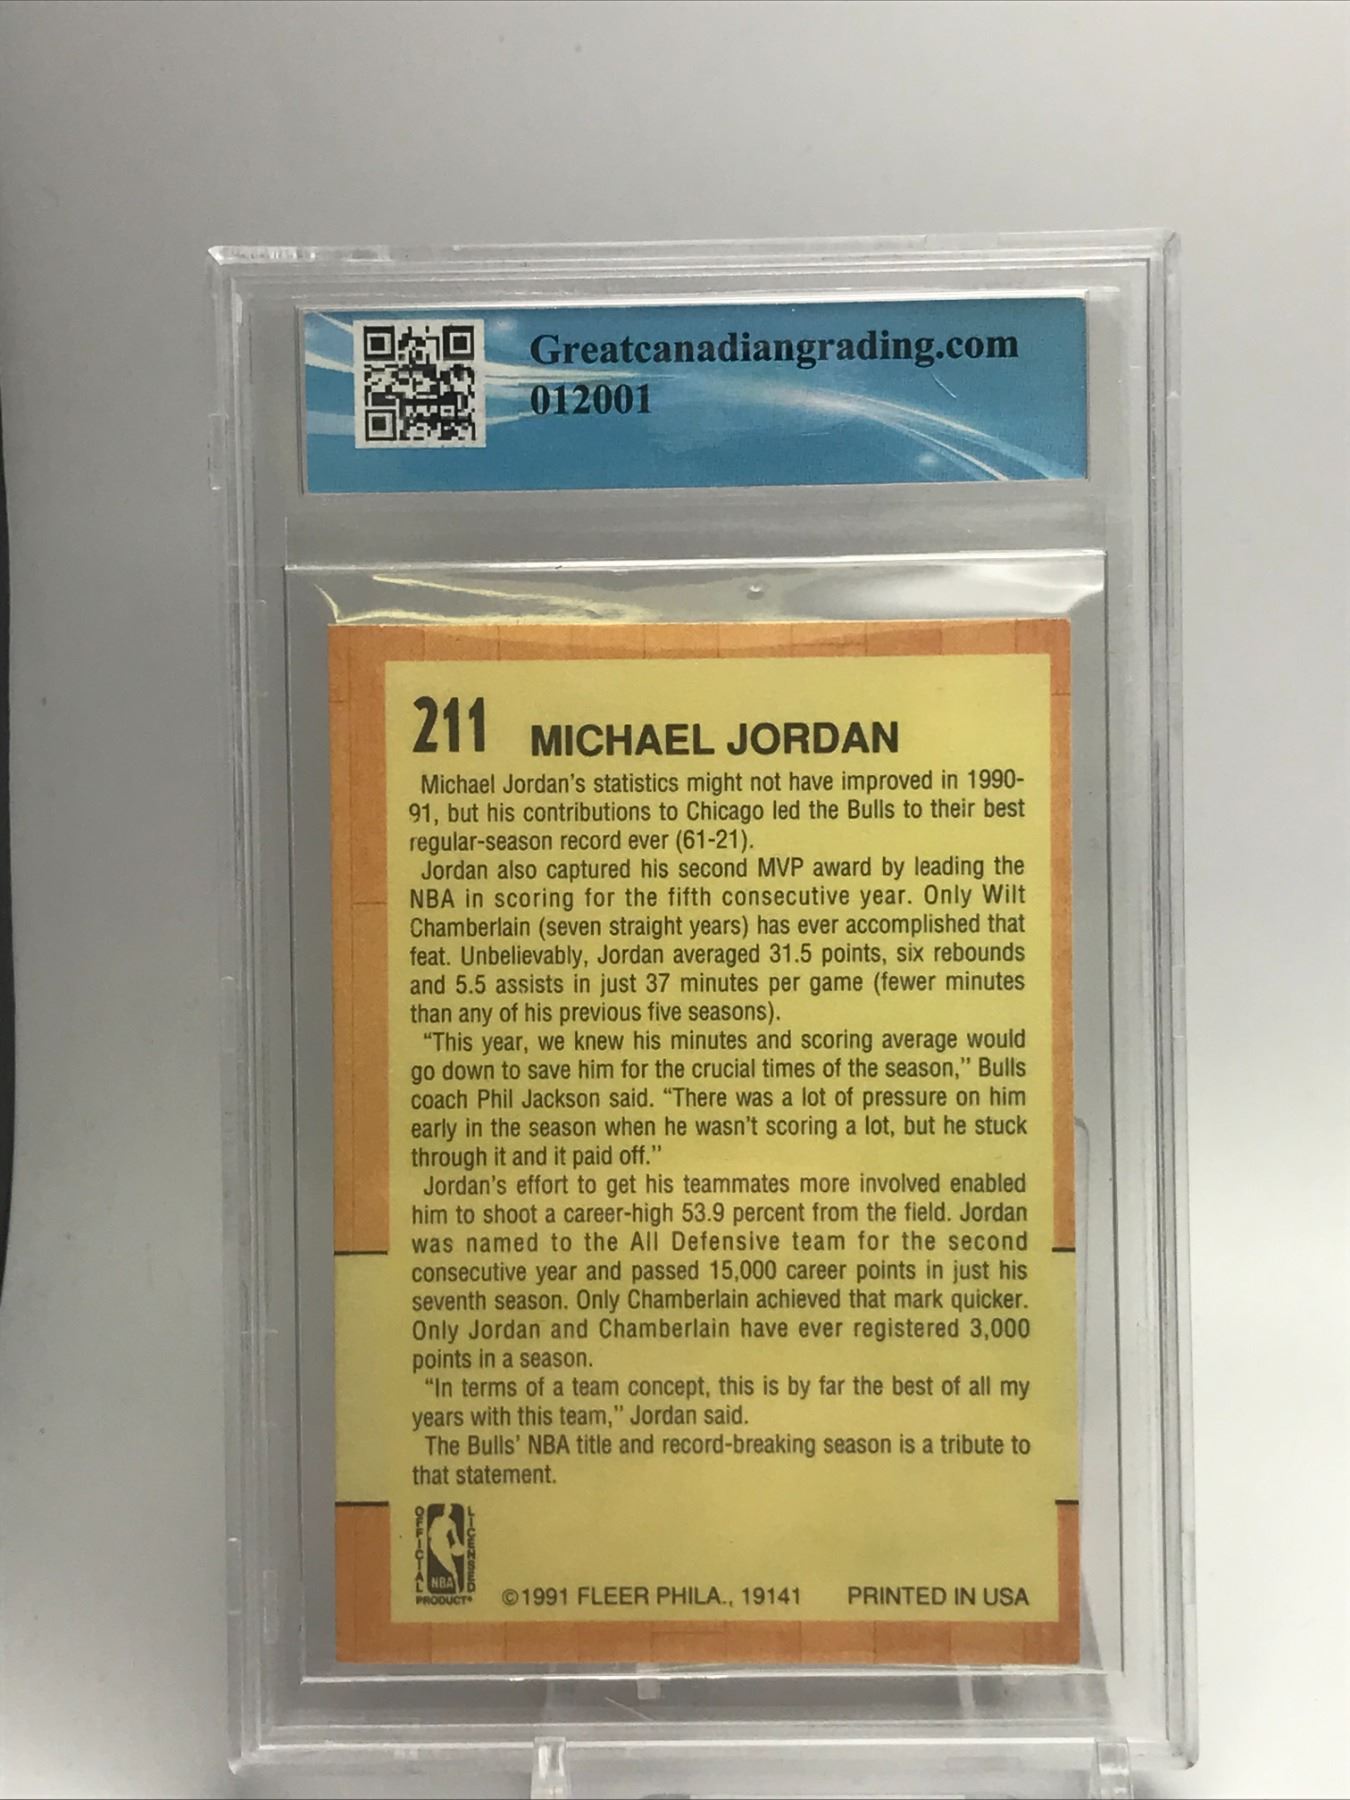 Greatcanadiangrading.com
012001
211 MICHAEL JORDAN
Michael Jordan's statistics might not have improved in 1990-
91, but his contributions to Chicago led the Bulls to their best
regular-season record ever (61-21).
Jordan also captured his second MVP award by leading the
NBA in scoring for the fifth consecutive year. Only Wilt
Chamberlain (seven straight years) has ever accomplished that
feat. Unbelievably, Jordan averaged 31.5 points, six rebounds
and 5.5 assists in just 37 minutes per game (fewer minutes
than any of his previous five seasons).
"This year, we knew his minutes and scoring average would
go down to save him for the crucial times of the season," Bulls
coach Phil Jackson said. "There was a lot of pressure on him
early in the season when he wasn't scoring a lot, but he stuck
through it and it paid off."
Jordan's effort to get his teammates more involved enabled
him to shoot a career-high 53.9 percent from the field. Jordan
was named to the All Defensive team for the second
consecutive year and passed 15,000 career points in just his
seventh season. Only Chamberlain achieved that mark quicker.
Only Jordan and Chamberlain have ever registered 3,000
points in a season.
"In terms of a team concept, this is by far the best of all my
years with this team," Jordan said.
The Bulls' NBA title and record-breaking season is a tribute to
that statement.
OFFICIAL LICENSED
NBA
PRODUCT
©1991 FLEER PHILA., 19141 PRINTED IN USA